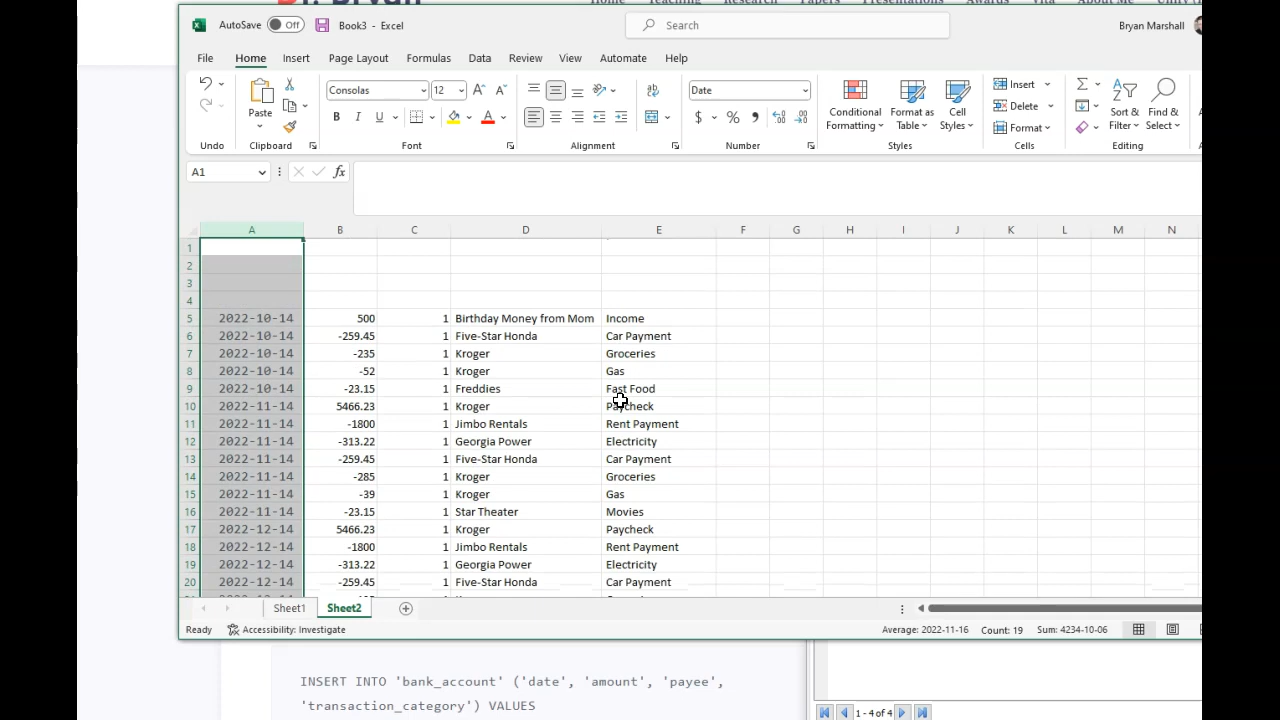 AutoSave Off Book3 - Excel Search Bryan Marshall
File Home Insert Page Layout Formulas Data Review View Automate Help
Paste Consolas 12 Date Conditional Formatting Format as Table Cell Styles Insert Delete Format Sort & Filter Find & Select
Undo Clipboard Font Alignment Number Styles Cells Editing
A1 fx
A B C D E F G H I J K L M N
1
2
3
4
5 2022-10-14 500 1 Birthday Money from Mom Income
6 2022-10-14 -259.45 1 Five-Star Honda Car Payment
7 2022-10-14 -235 1 Kroger Groceries
8 2022-10-14 -52 1 Kroger Gas
9 2022-10-14 -23.15 1 Freddies Fast Food
10 2022-11-14 5466.23 1 Kroger Paycheck
11 2022-11-14 -1800 1 Jimbo Rentals Rent Payment
12 2022-11-14 -313.22 1 Georgia Power Electricity
13 2022-11-14 -259.45 1 Five-Star Honda Car Payment
14 2022-11-14 -285 1 Kroger Groceries
15 2022-11-14 -39 1 Kroger Gas
16 2022-11-14 -23.15 1 Star Theater Movies
17 2022-12-14 5466.23 1 Kroger Paycheck
18 2022-12-14 -1800 1 Jimbo Rentals Rent Payment
19 2022-12-14 -313.22 1 Georgia Power Electricity
20 2022-12-14 -259.45 1 Five-Star Honda Car Payment
Sheet1 Sheet2
Ready Accessibility: Investigate Average: 2022-11-16 Count: 19 Sum: 4234-10-06
INSERT INTO 'bank_account' ('date', 'amount', 'payee',
'transaction_category') VALUES
1 - 4 of 4